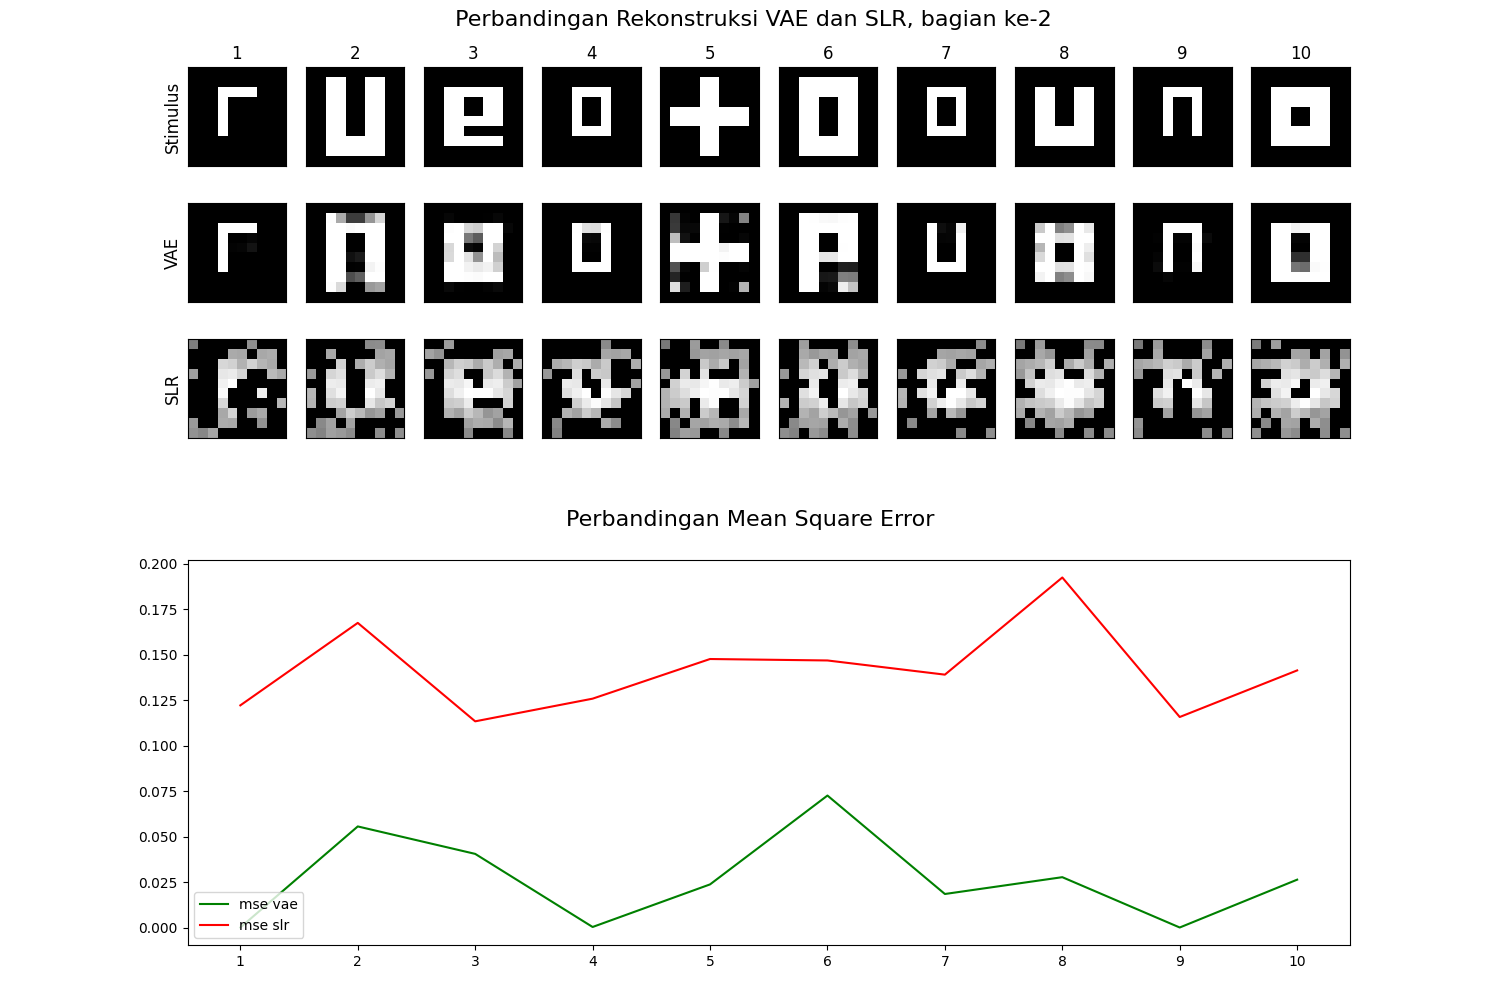 Perbandingan Rekonstruksi VAE dan SLR, bagian ke-2
1 2 3 4 5 6 7 8 9 10
Stimulus
VAE
SLR
Perbandingan Mean Square Error
0.200
0.175
0.150
0.125
0.100
0.075
0.050
0.025
0.000
mse vae
mse slr
1 2 3 4 5 6 7 8 9 10